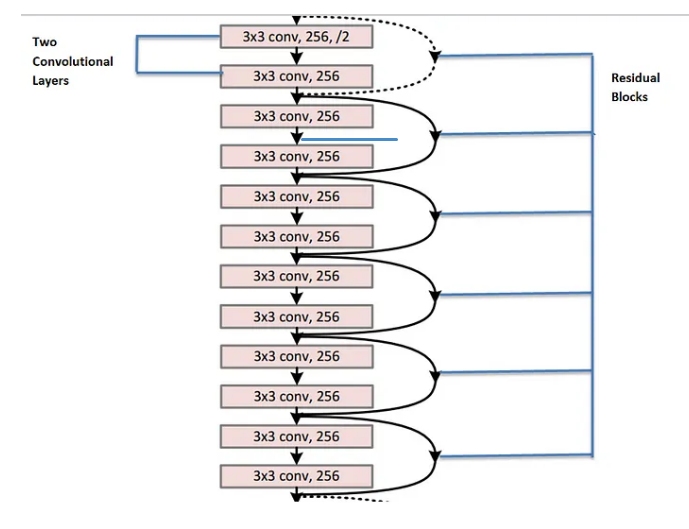 Two
Convolutional
Layers
3x3 conv, 256, /2
3x3 conv, 256
3x3 conv, 256
3x3 conv, 256
3x3 conv, 256
3x3 conv, 256
3x3 conv, 256
3x3 conv, 256
3x3 conv, 256
3x3 conv, 256
3x3 conv, 256
3x3 conv, 256
Residual
Blocks